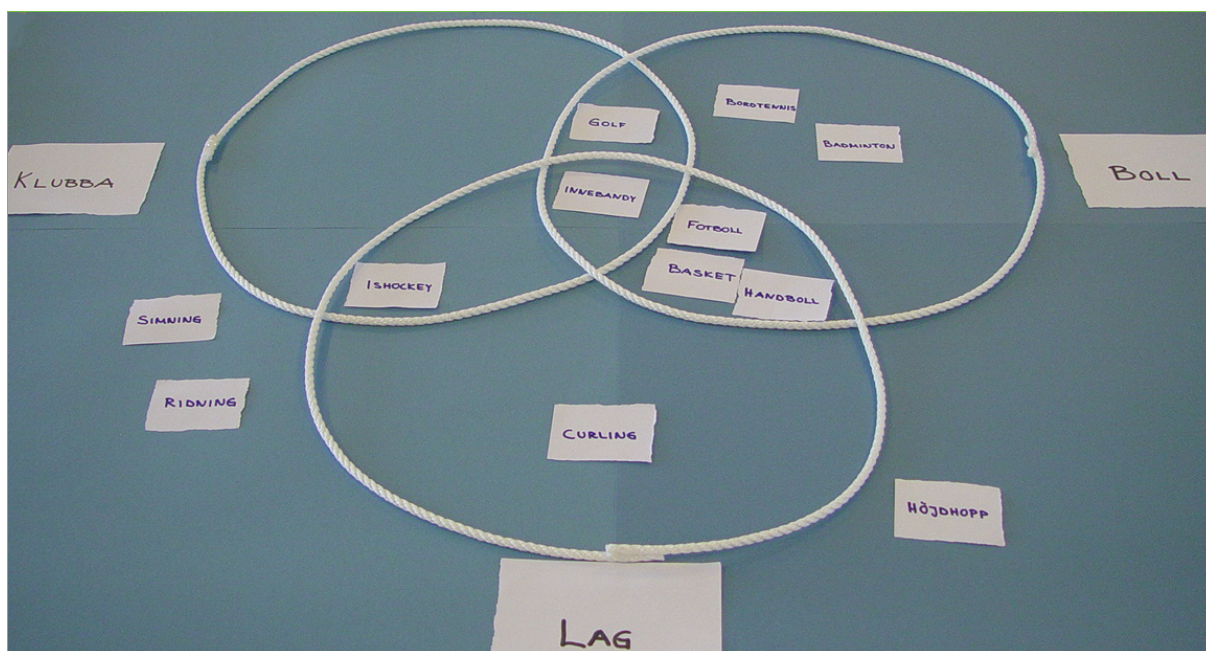 BORDTENNIS
GOLF
BADMINTON
KLUBBA
BOLL
INNEBANDY
FOTBOLL
BASKET
ISHOCKEY
HANDBOLL
SIMNING
RIDNING
CURLING
HÖJDHOPP
LAG